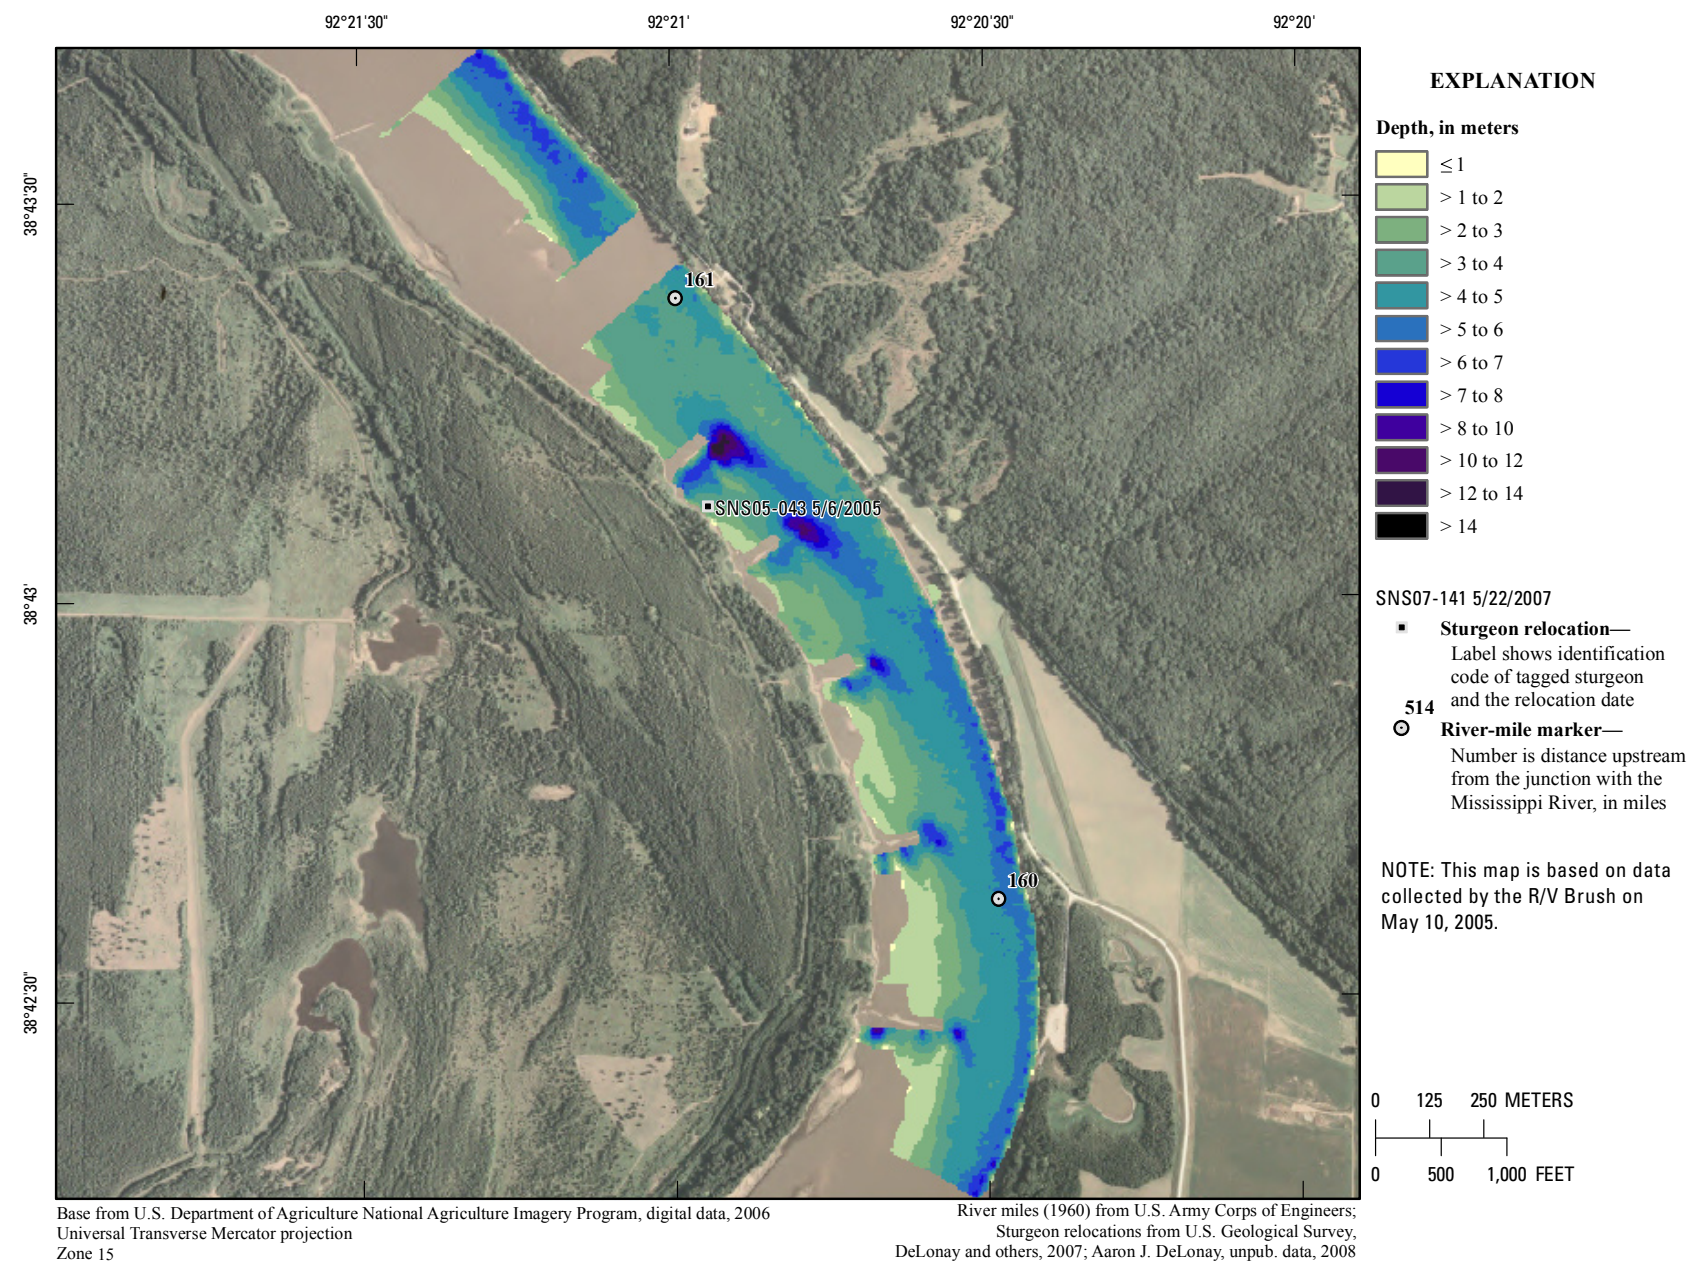 92°21'30" 92°21' 92°20'30" 92°20'
38°43'30"
38°43'
38°42'30"
161
SNS05-043 5/6/2005
160
EXPLANATION
Depth, in meters
≤ 1
> 1 to 2
> 2 to 3
> 3 to 4
> 4 to 5
> 5 to 6
> 6 to 7
> 7 to 8
> 8 to 10
> 10 to 12
> 12 to 14
> 14
SNS07-141 5/22/2007
Sturgeon relocation—
Label shows identification
code of tagged sturgeon
and the relocation date
514
River-mile marker—
Number is distance upstream
from the junction with the
Mississippi River, in miles
NOTE: This map is based on data
collected by the R/V Brush on
May 10, 2005.
0 125 250 METERS
0 500 1,000 FEET
Base from U.S. Department of Agriculture National Agriculture Imagery Program, digital data, 2006
Universal Transverse Mercator projection
Zone 15
River miles (1960) from U.S. Army Corps of Engineers;
Sturgeon relocations from U.S. Geological Survey,
DeLonay and others, 2007; Aaron J. DeLonay, unpub. data, 2008